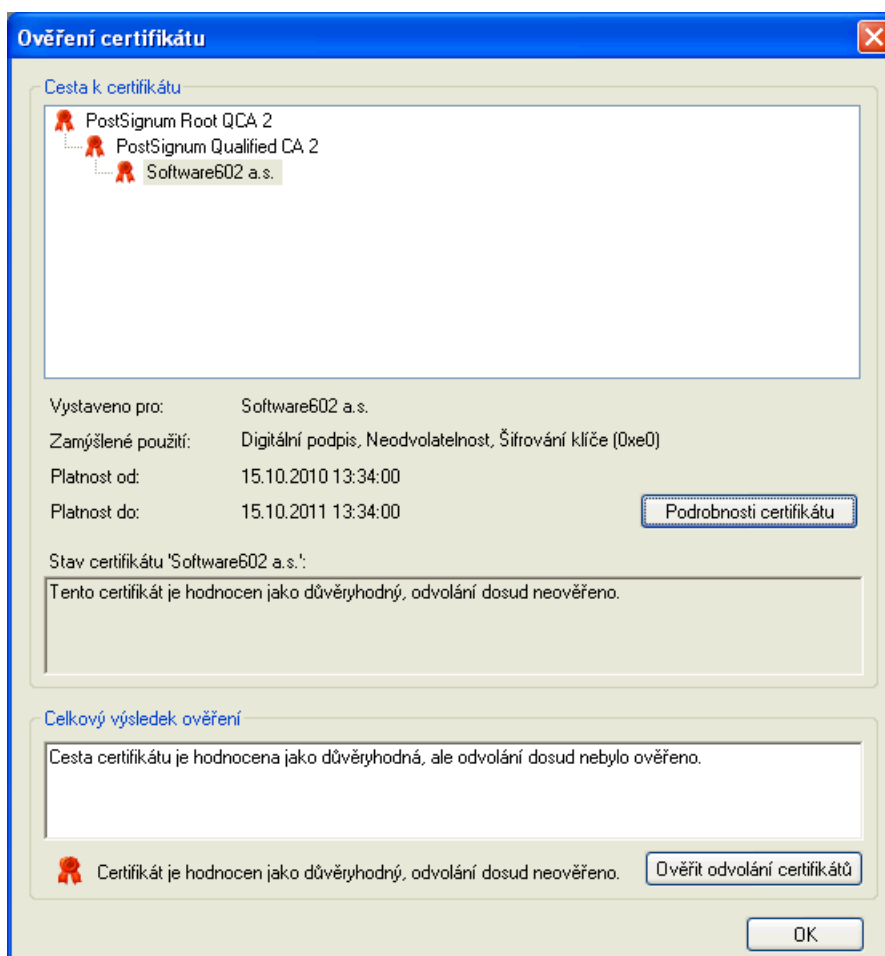 Ověření certifikátu
Cesta k certifikátu
PostSignum Root QCA 2
PostSignum Qualified CA 2
Software602 a.s.
Vystaveno pro: Software602 a.s.
Zamýšlené použití: Digitální podpis, Neodvolatelnost, Šifrování klíče (0xe0)
Platnost od: 15.10.2010 13:34:00
Platnost do: 15.10.2011 13:34:00 Podrobnosti certifikátu
Stav certifikátu 'Software602 a.s.':
Tento certifikát je hodnocen jako důvěryhodný, odvolání dosud neověřeno.
Celkový výsledek ověření
Cesta certifikátu je hodnocena jako důvěryhodná, ale odvolání dosud nebylo ověřeno.
Certifikát je hodnocen jako důvěryhodný, odvolání dosud neověřeno. Ověřit odvolání certifikátů
OK